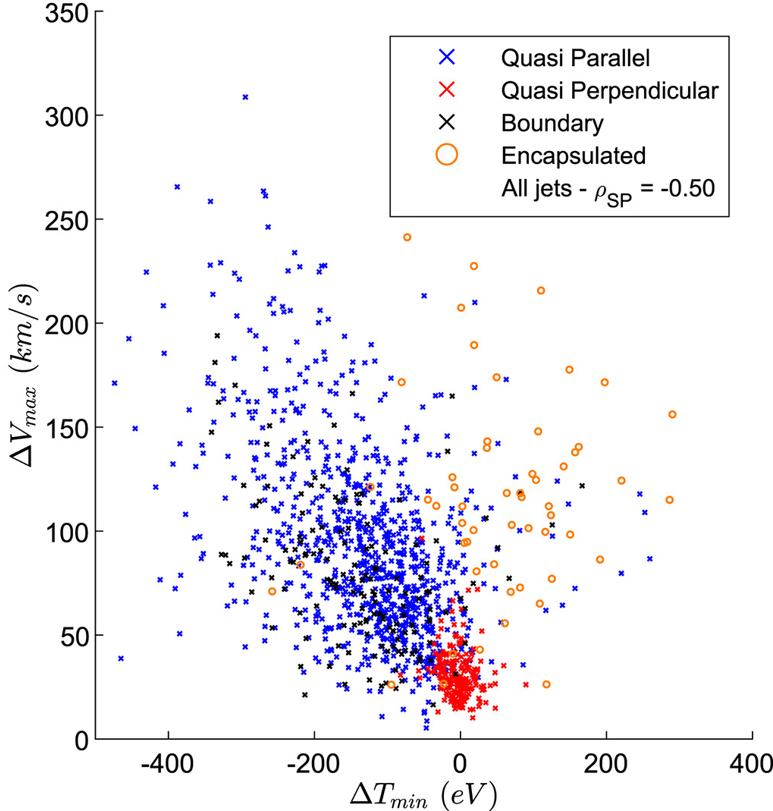 350
300
250
200
150
100
50
0
ΔV_max (km/s)
Quasi Parallel
Quasi Perpendicular
Boundary
Encapsulated
All jets - ρ_SP = -0.50
-400 -200 0 200 400
ΔT_min (eV)